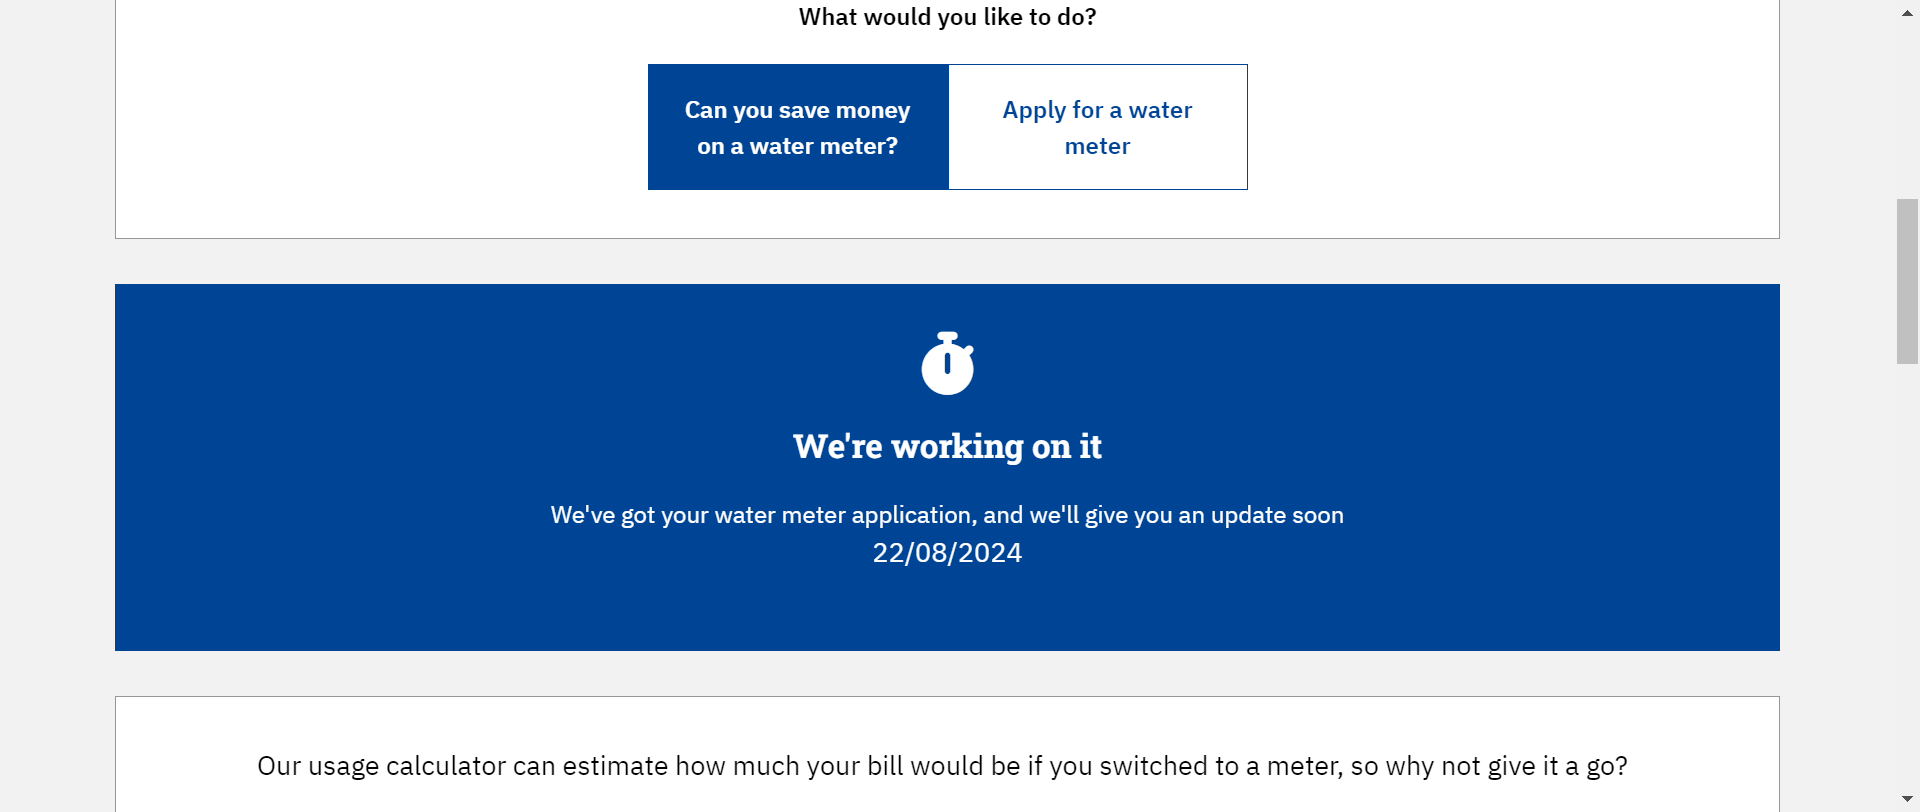 What would you like to do?
Can you save money
on a water meter?
Apply for a water
meter
We're working on it
We've got your water meter application, and we'll give you an update soon
22/08/2024
Our usage calculator can estimate how much your bill would be if you switched to a meter, so why not give it a go?